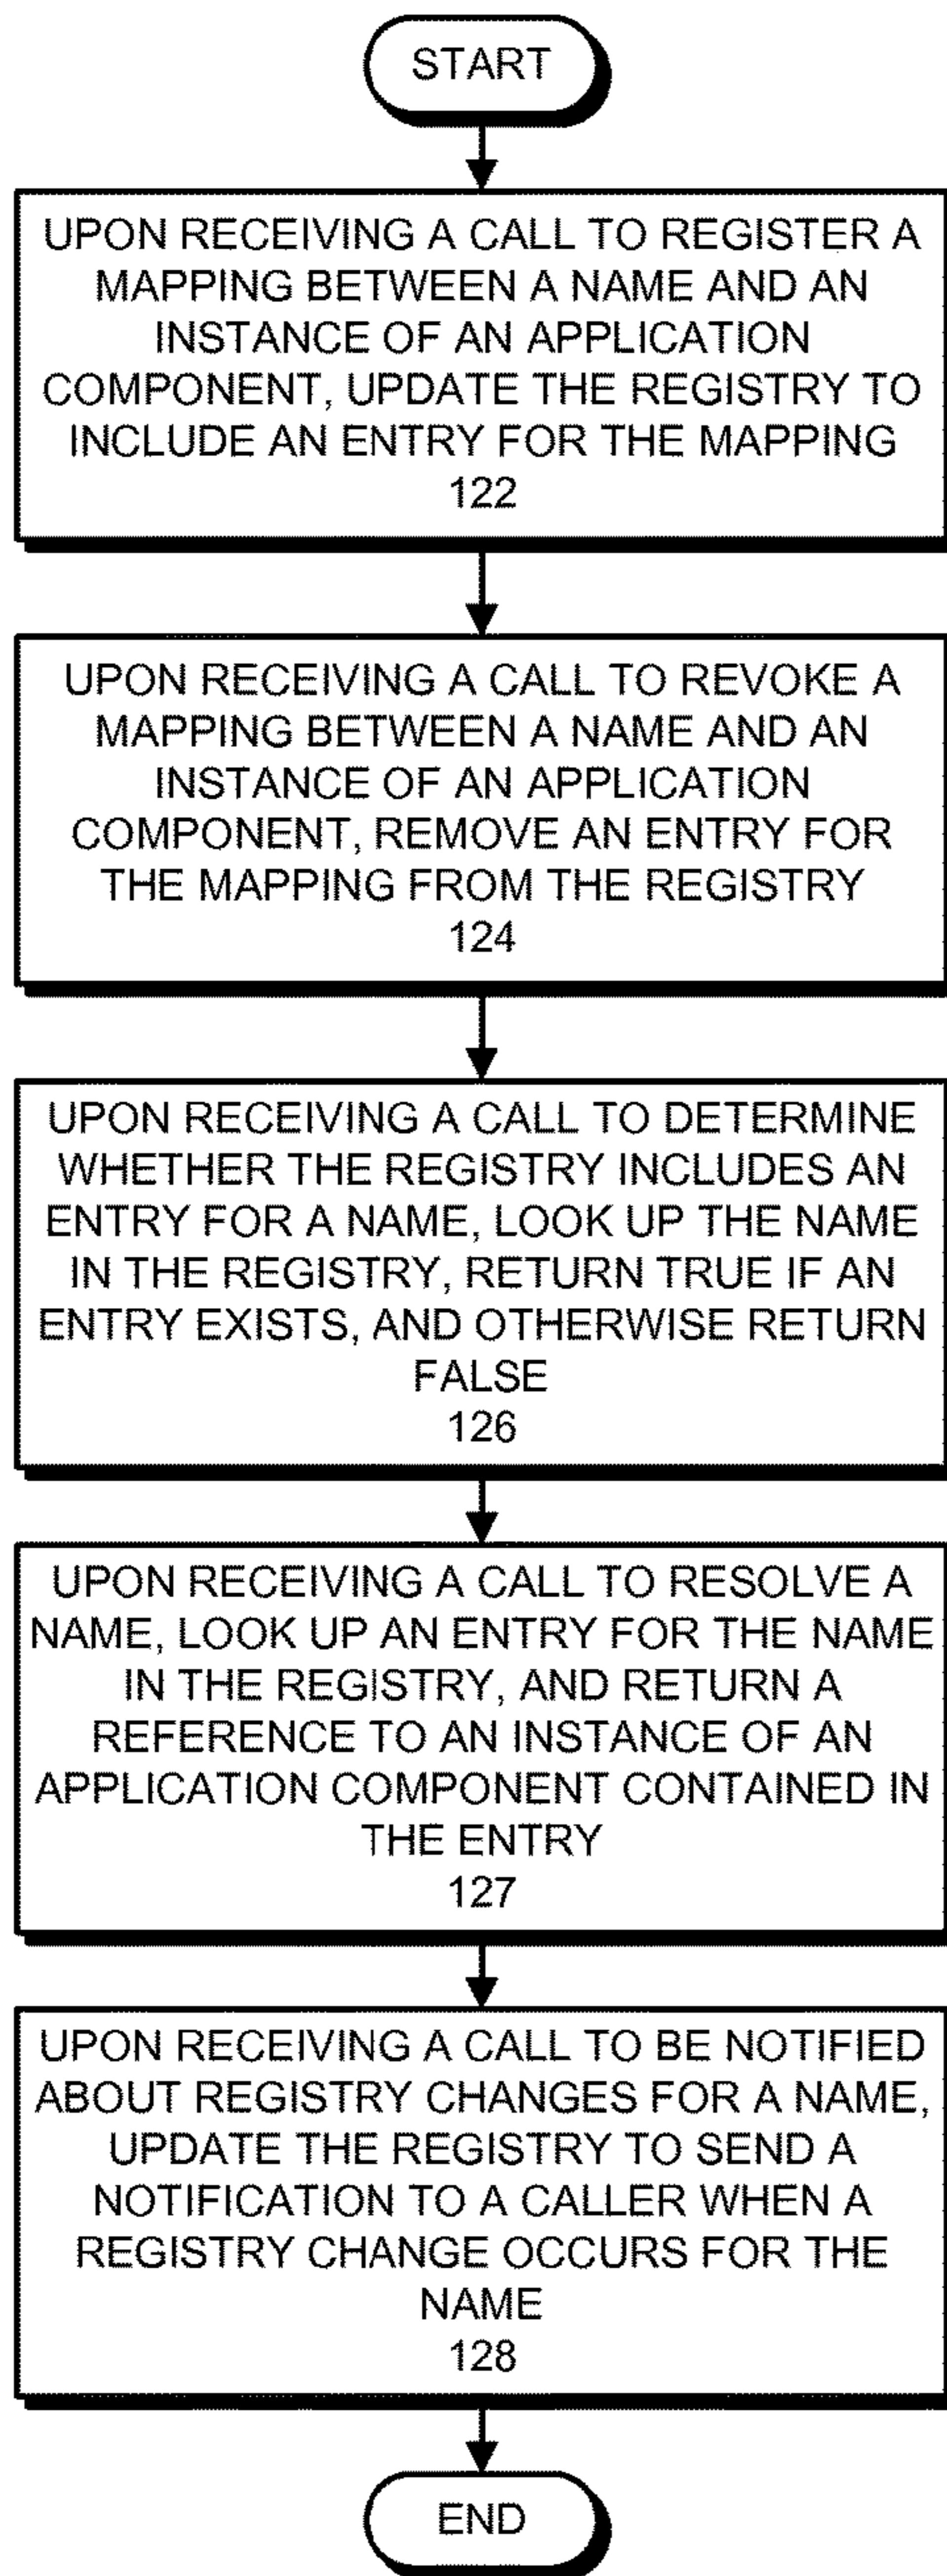 START
UPON RECEIVING A CALL TO REGISTER A
MAPPING BETWEEN A NAME AND AN
INSTANCE OF AN APPLICATION
COMPONENT, UPDATE THE REGISTRY TO
INCLUDE AN ENTRY FOR THE MAPPING
122
UPON RECEIVING A CALL TO REVOKE A
MAPPING BETWEEN A NAME AND AN
INSTANCE OF AN APPLICATION
COMPONENT, REMOVE AN ENTRY FOR
THE MAPPING FROM THE REGISTRY
124
UPON RECEIVING A CALL TO DETERMINE
WHETHER THE REGISTRY INCLUDES AN
ENTRY FOR A NAME, LOOK UP THE NAME
IN THE REGISTRY, RETURN TRUE IF AN
ENTRY EXISTS, AND OTHERWISE RETURN
FALSE
126
UPON RECEIVING A CALL TO RESOLVE A
NAME, LOOK UP AN ENTRY FOR THE NAME
IN THE REGISTRY, AND RETURN A
REFERENCE TO AN INSTANCE OF AN
APPLICATION COMPONENT CONTAINED IN
THE ENTRY
127
UPON RECEIVING A CALL TO BE NOTIFIED
ABOUT REGISTRY CHANGES FOR A NAME,
UPDATE THE REGISTRY TO SEND A
NOTIFICATION TO A CALLER WHEN A
REGISTRY CHANGE OCCURS FOR THE
NAME
128
END